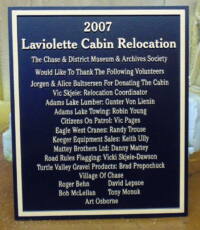 2007
Laviolette Cabin Relocation
The Chase & District Museum & Archives Society
Would Like To Thank The Following Volunteers
Jorgen & Alice Baltsersen For Donating The Cabin
Vic Skjeie: Relocation Coordinator
Adams Lake Lumber: Gunter Von Lienin
Adams Lake Towing: Robin Young
Citizens On Patrol: Vic Pages
Eagle West Cranes: Randy Trouse
Keeger Equipment Sales: Keith Ully
Mattey Brothers Ltd: Danny Mattey
Road Rules Flagging: Vicki Skjeie-Dawson
Turtle Valley Gravel Products: Brad
Village Of Chase
Roger Behn David Lepsoe
Bob McLellan Tony Monuk
Art Osborne